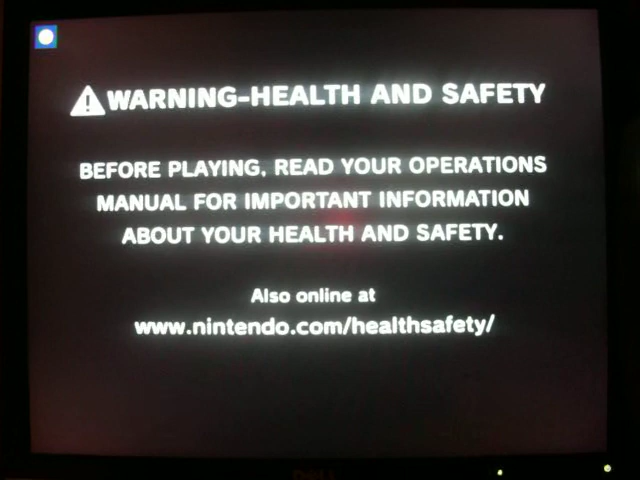 WARNING-HEALTH AND SAFETY
BEFORE PLAYING, READ YOUR OPERATIONS
MANUAL FOR IMPORTANT INFORMATION
ABOUT YOUR HEALTH AND SAFETY.
Also online at
www.nintendo.com/healthsafety/